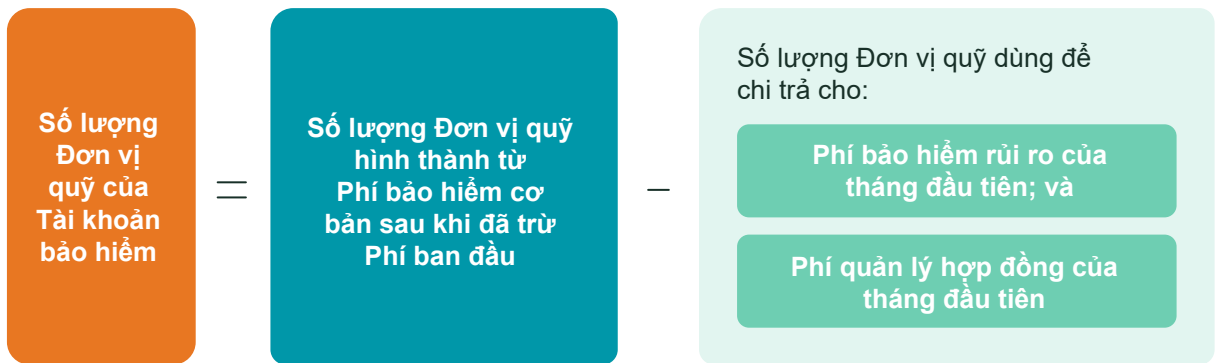 Số lượng
Đơn vị
quỹ của
Tài khoản
bảo hiểm
=
Số lượng Đơn vị quỹ
hình thành từ
Phí bảo hiểm cơ
bản sau khi đã trừ
Phí ban đầu
–
Số lượng Đơn vị quỹ dùng để
chi trả cho:
Phí bảo hiểm rủi ro của
tháng đầu tiên; và
Phí quản lý hợp đồng của
tháng đầu tiên